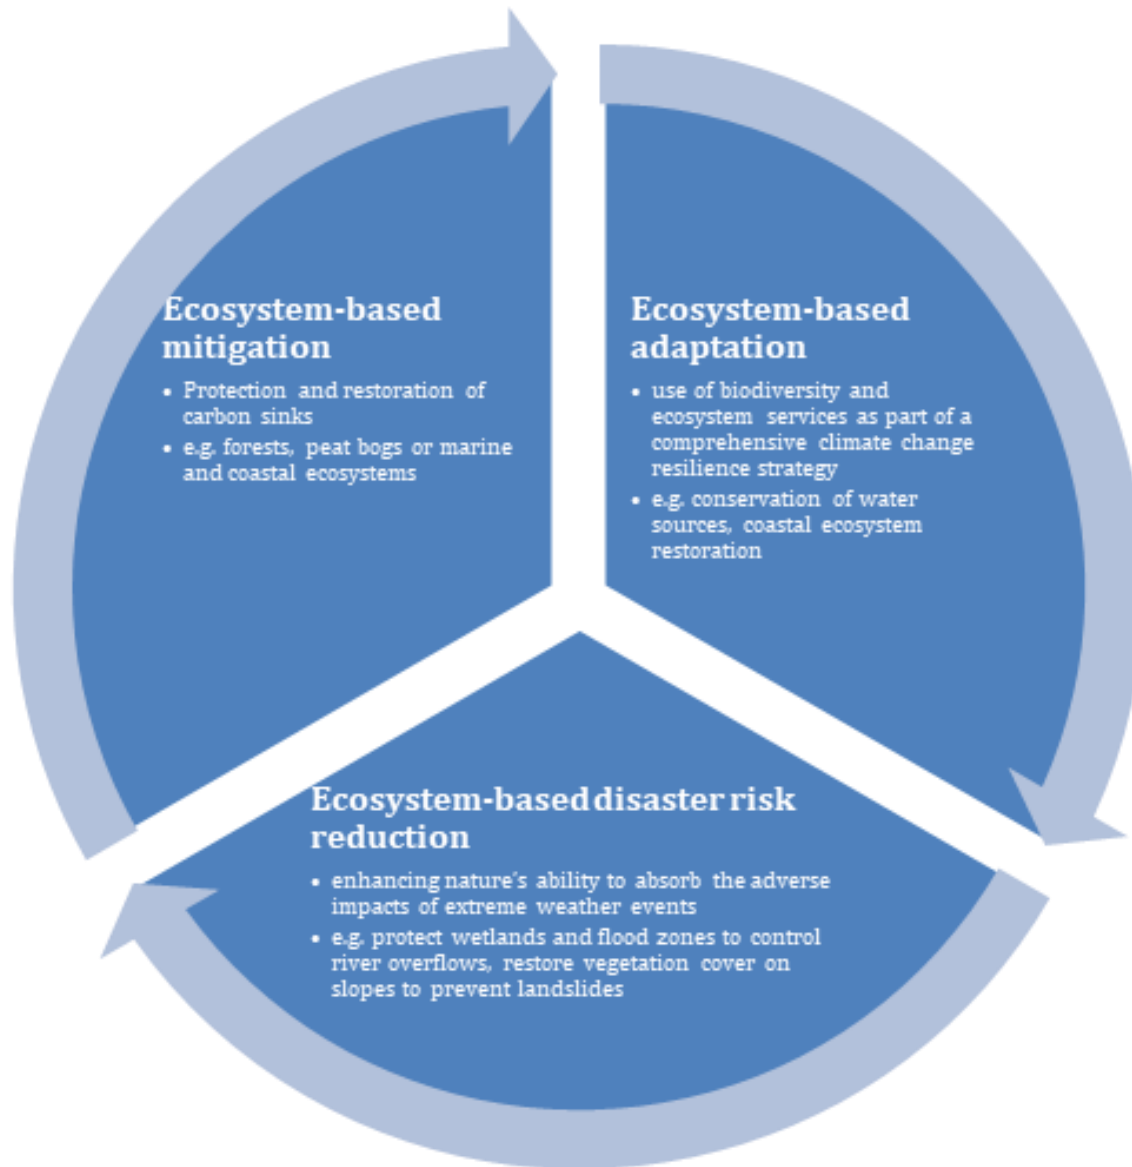 Ecosystem-based
mitigation
• Protection and restoration of
carbon sinks
• e.g. forests, peat bogs or marine
and coastal ecosystems
Ecosystem-based
adaptation
• use of biodiversity and
ecosystem services as part of a
comprehensive climate change
resilience strategy
• e.g. conservation of water
sources, coastal ecosystem
restoration
Ecosystem-based disaster risk
reduction
• enhancing nature's ability to absorb the adverse
impacts of extreme weather events
• e.g. protect wetlands and flood zones to control
river overflows, restore vegetation cover on
slopes to prevent landslides